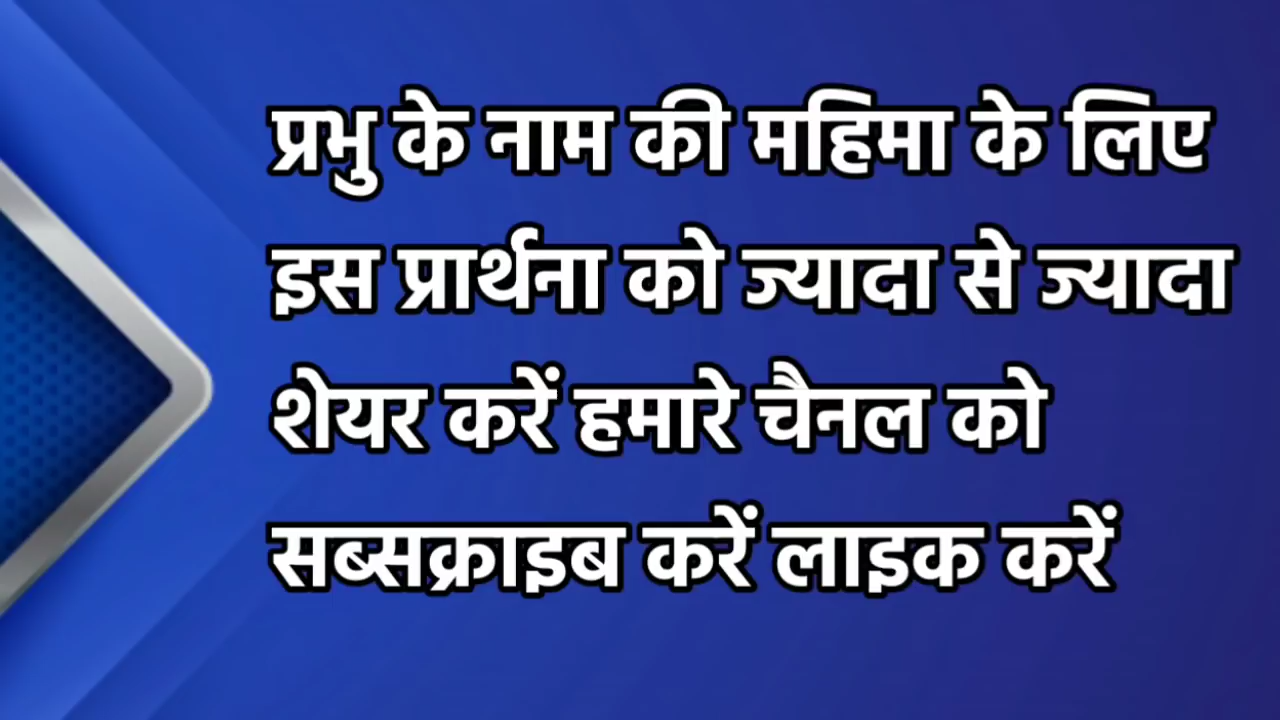 प्रभु के नाम की महिमा के लिए
इस प्रार्थना को ज्यादा से ज्यादा
शेयर करें हमारे चैनल को
सब्सक्राइब करें लाइक करें